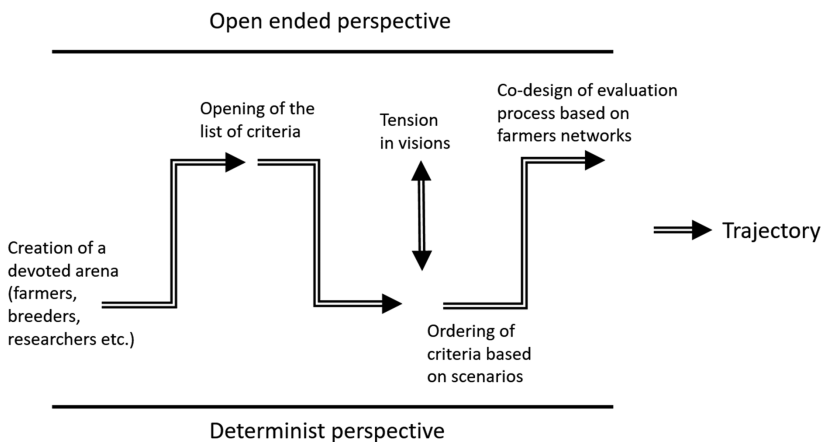 Open ended perspective
Opening of the
list of criteria
Tension
in visions
Co-design of evaluation
process based on
farmers networks
Creation of a
devoted arena
(farmers,
breeders,
researchers etc.)
Trajectory
Ordering of
criteria based
on scenarios
Determinist perspective